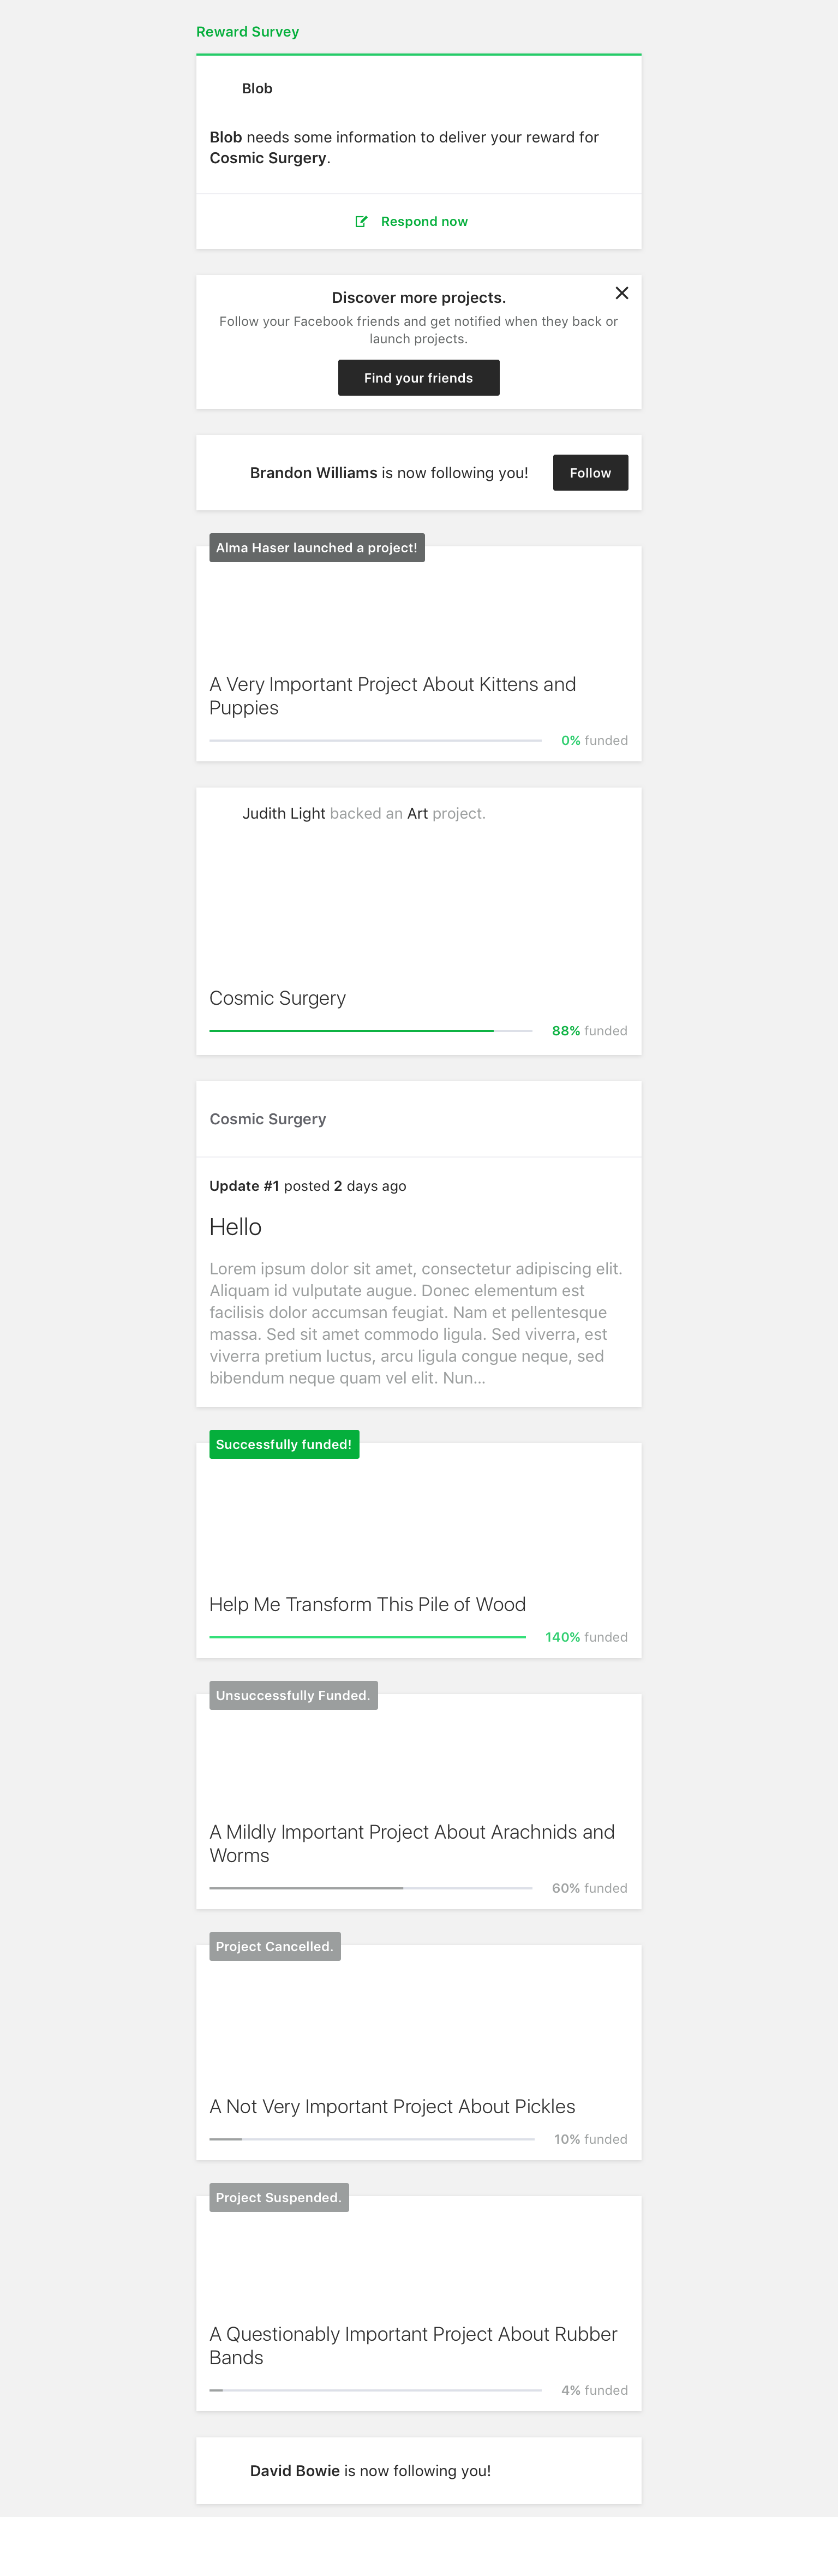 Reward Survey
Blob
Blob needs some information to deliver your reward for
Cosmic Surgery.
Respond now
Discover more projects.
Follow your Facebook friends and get notified when they back or
launch projects.
Find your friends
Brandon Williams is now following you!
Follow
Alma Haser launched a project!
A Very Important Project About Kittens and
Puppies
0% funded
Judith Light backed an Art project.
Cosmic Surgery
88% funded
Cosmic Surgery
Update #1 posted 2 days ago
Hello
Lorem ipsum dolor sit amet, consectetur adipiscing elit.
Aliquam id vulputate augue. Donec elementum est
facilisis dolor accumsan feugiat. Nam et pellentesque
massa. Sed sit amet commodo ligula. Sed viverra, est
viverra pretium luctus, arcu ligula congue neque, sed
bibendum neque quam vel elit. Nun...
Successfully funded!
Help Me Transform This Pile of Wood
140% funded
Unsuccessfully Funded.
A Mildly Important Project About Arachnids and
Worms
60% funded
Project Cancelled.
A Not Very Important Project About Pickles
10% funded
Project Suspended.
A Questionably Important Project About Rubber
Bands
4% funded
David Bowie is now following you!